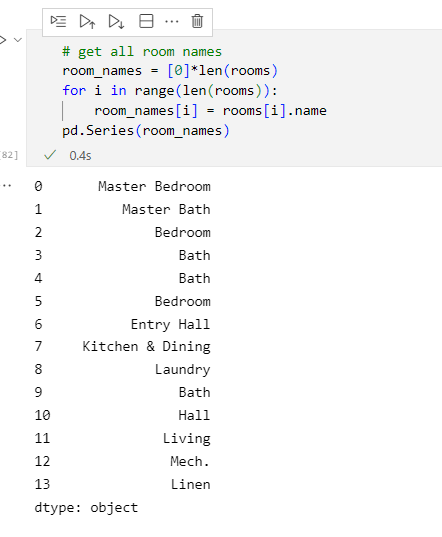 # get all room names
room_names = [0]*len(rooms)
for i in range(len(rooms)):
    room_names[i] = rooms[i].name
pd.Series(room_names)
82]
0.4s
0 Master Bedroom
1 Master Bath
2 Bedroom
3 Bath
4 Bath
5 Bedroom
6 Entry Hall
7 Kitchen & Dining
8 Laundry
9 Bath
10 Hall
11 Living
12 Mech.
13 Linen
dtype: object